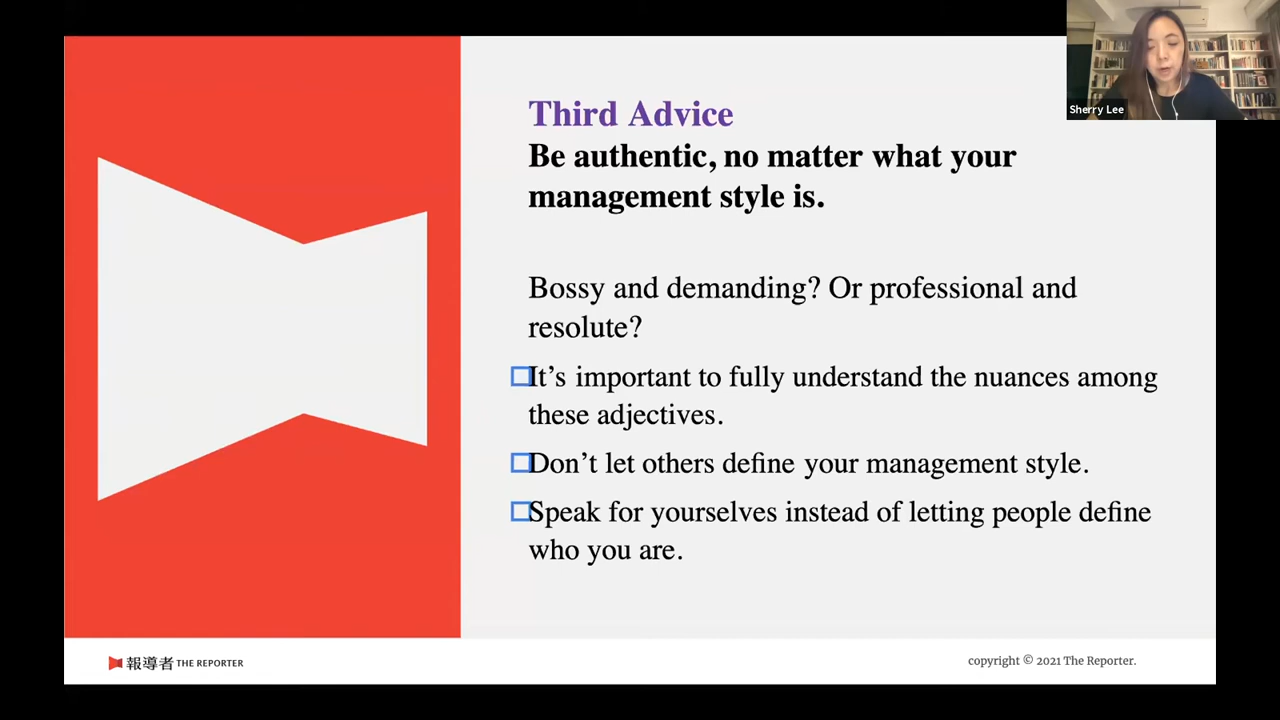 Sherry Lee
Third Advice
Be authentic, no matter what your
management style is.
Bossy and demanding? Or professional and
resolute?
It’s important to fully understand the nuances among
these adjectives.
Don’t let others define your management style.
Speak for yourselves instead of letting people define
who you are.
報導者 THE REPORTER
copyright © 2021 The Reporter.